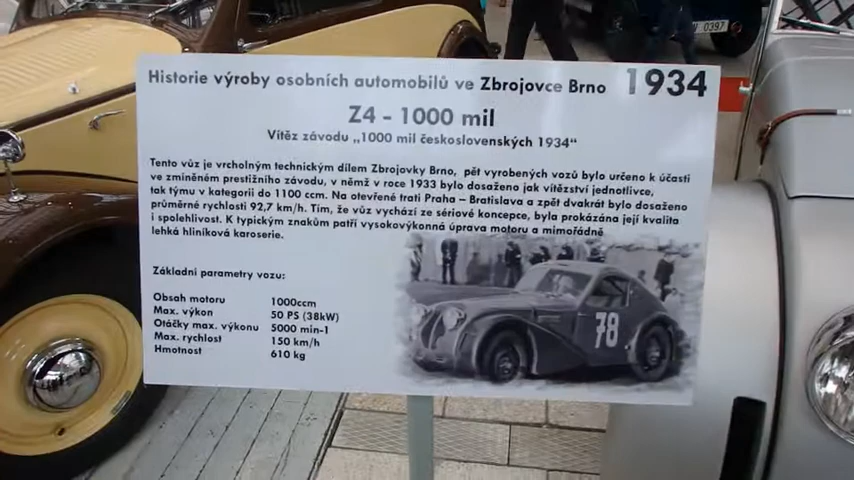 0397
Historie výroby osobních automobilů ve Zbrojovce Brno 1934
Z4 - 1000 mil
Vítěz závodu „1000 mil československých 1934"
Tento vůz je vrcholným technickým dílem Zbrojovky Brno, pět vyrobených vozů bylo určeno k účasti
ve zmíněném prestižního závodu, v němž v roce 1933 bylo dosaženo jak vítězství jednotlivce,
tak týmu v kategorii do 1100 ccm. Na otevřené trati Praha – Bratislava a zpět dvakrát bylo dosaženo
průměrné rychlosti 92,7 km/h. Tím, že vůz vychází ze sériové koncepce, byla prokázána její kvalita
i spolehlivost. K typickým znakům patří vysokovýkonná úprava motoru a mimořádně
lehká hliníková karoserie.
Základní parametry vozu:
Obsah motoru 1000ccm
Max. výkon 50 PS (38kW)
Otáčky max. výkonu 5000 min-1
Max. rychlost 150 km/h
Hmotnost 610 kg
78